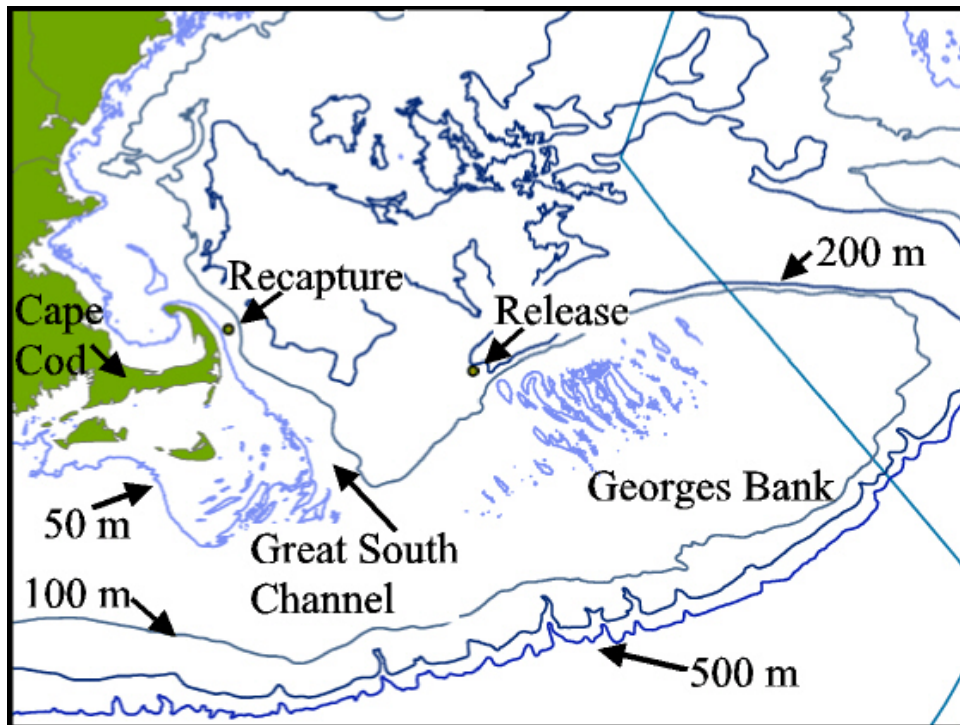 200 m
Recapture
Release
Cape
Cod
Georges Bank
50 m
Great South
Channel
100 m
500 m